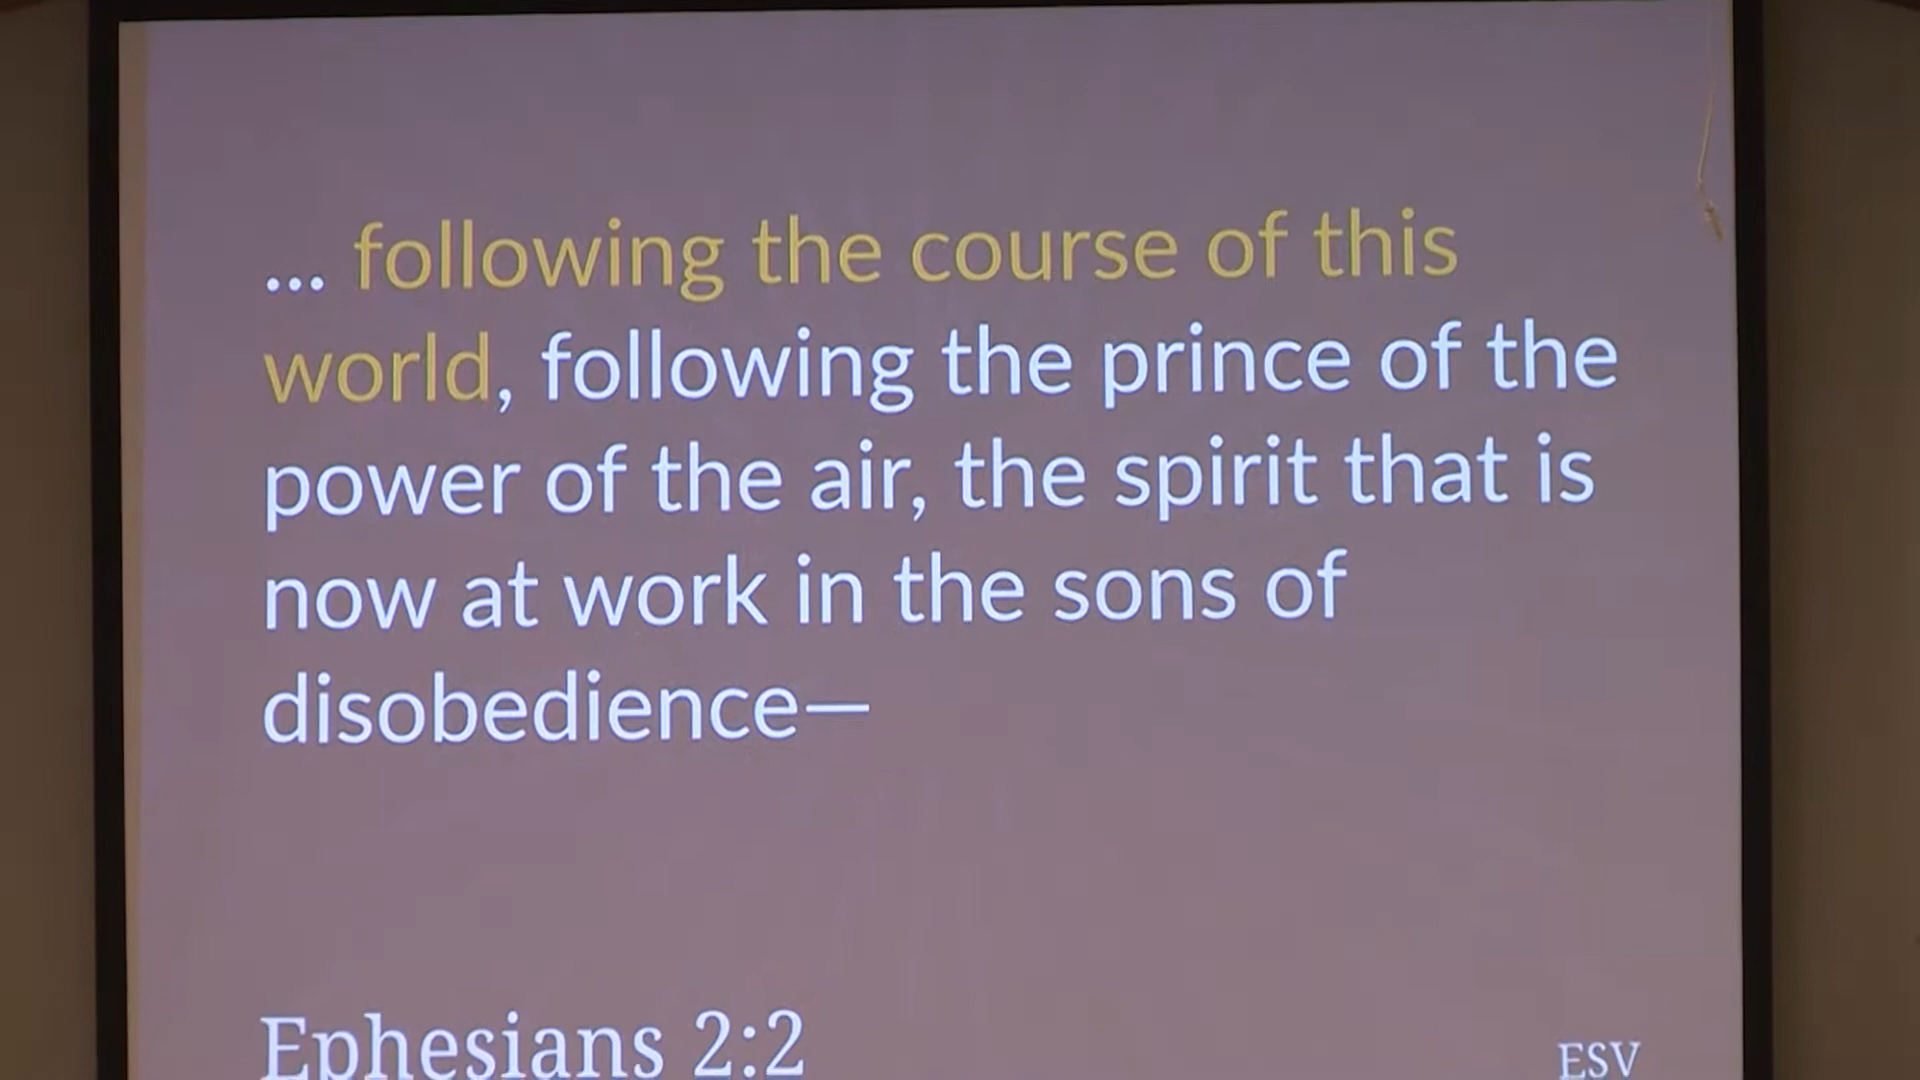 ... following the course of this
world, following the prince of the
power of the air, the spirit that is
now at work in the sons of
disobedience—
Ephesians 2:2
ESV